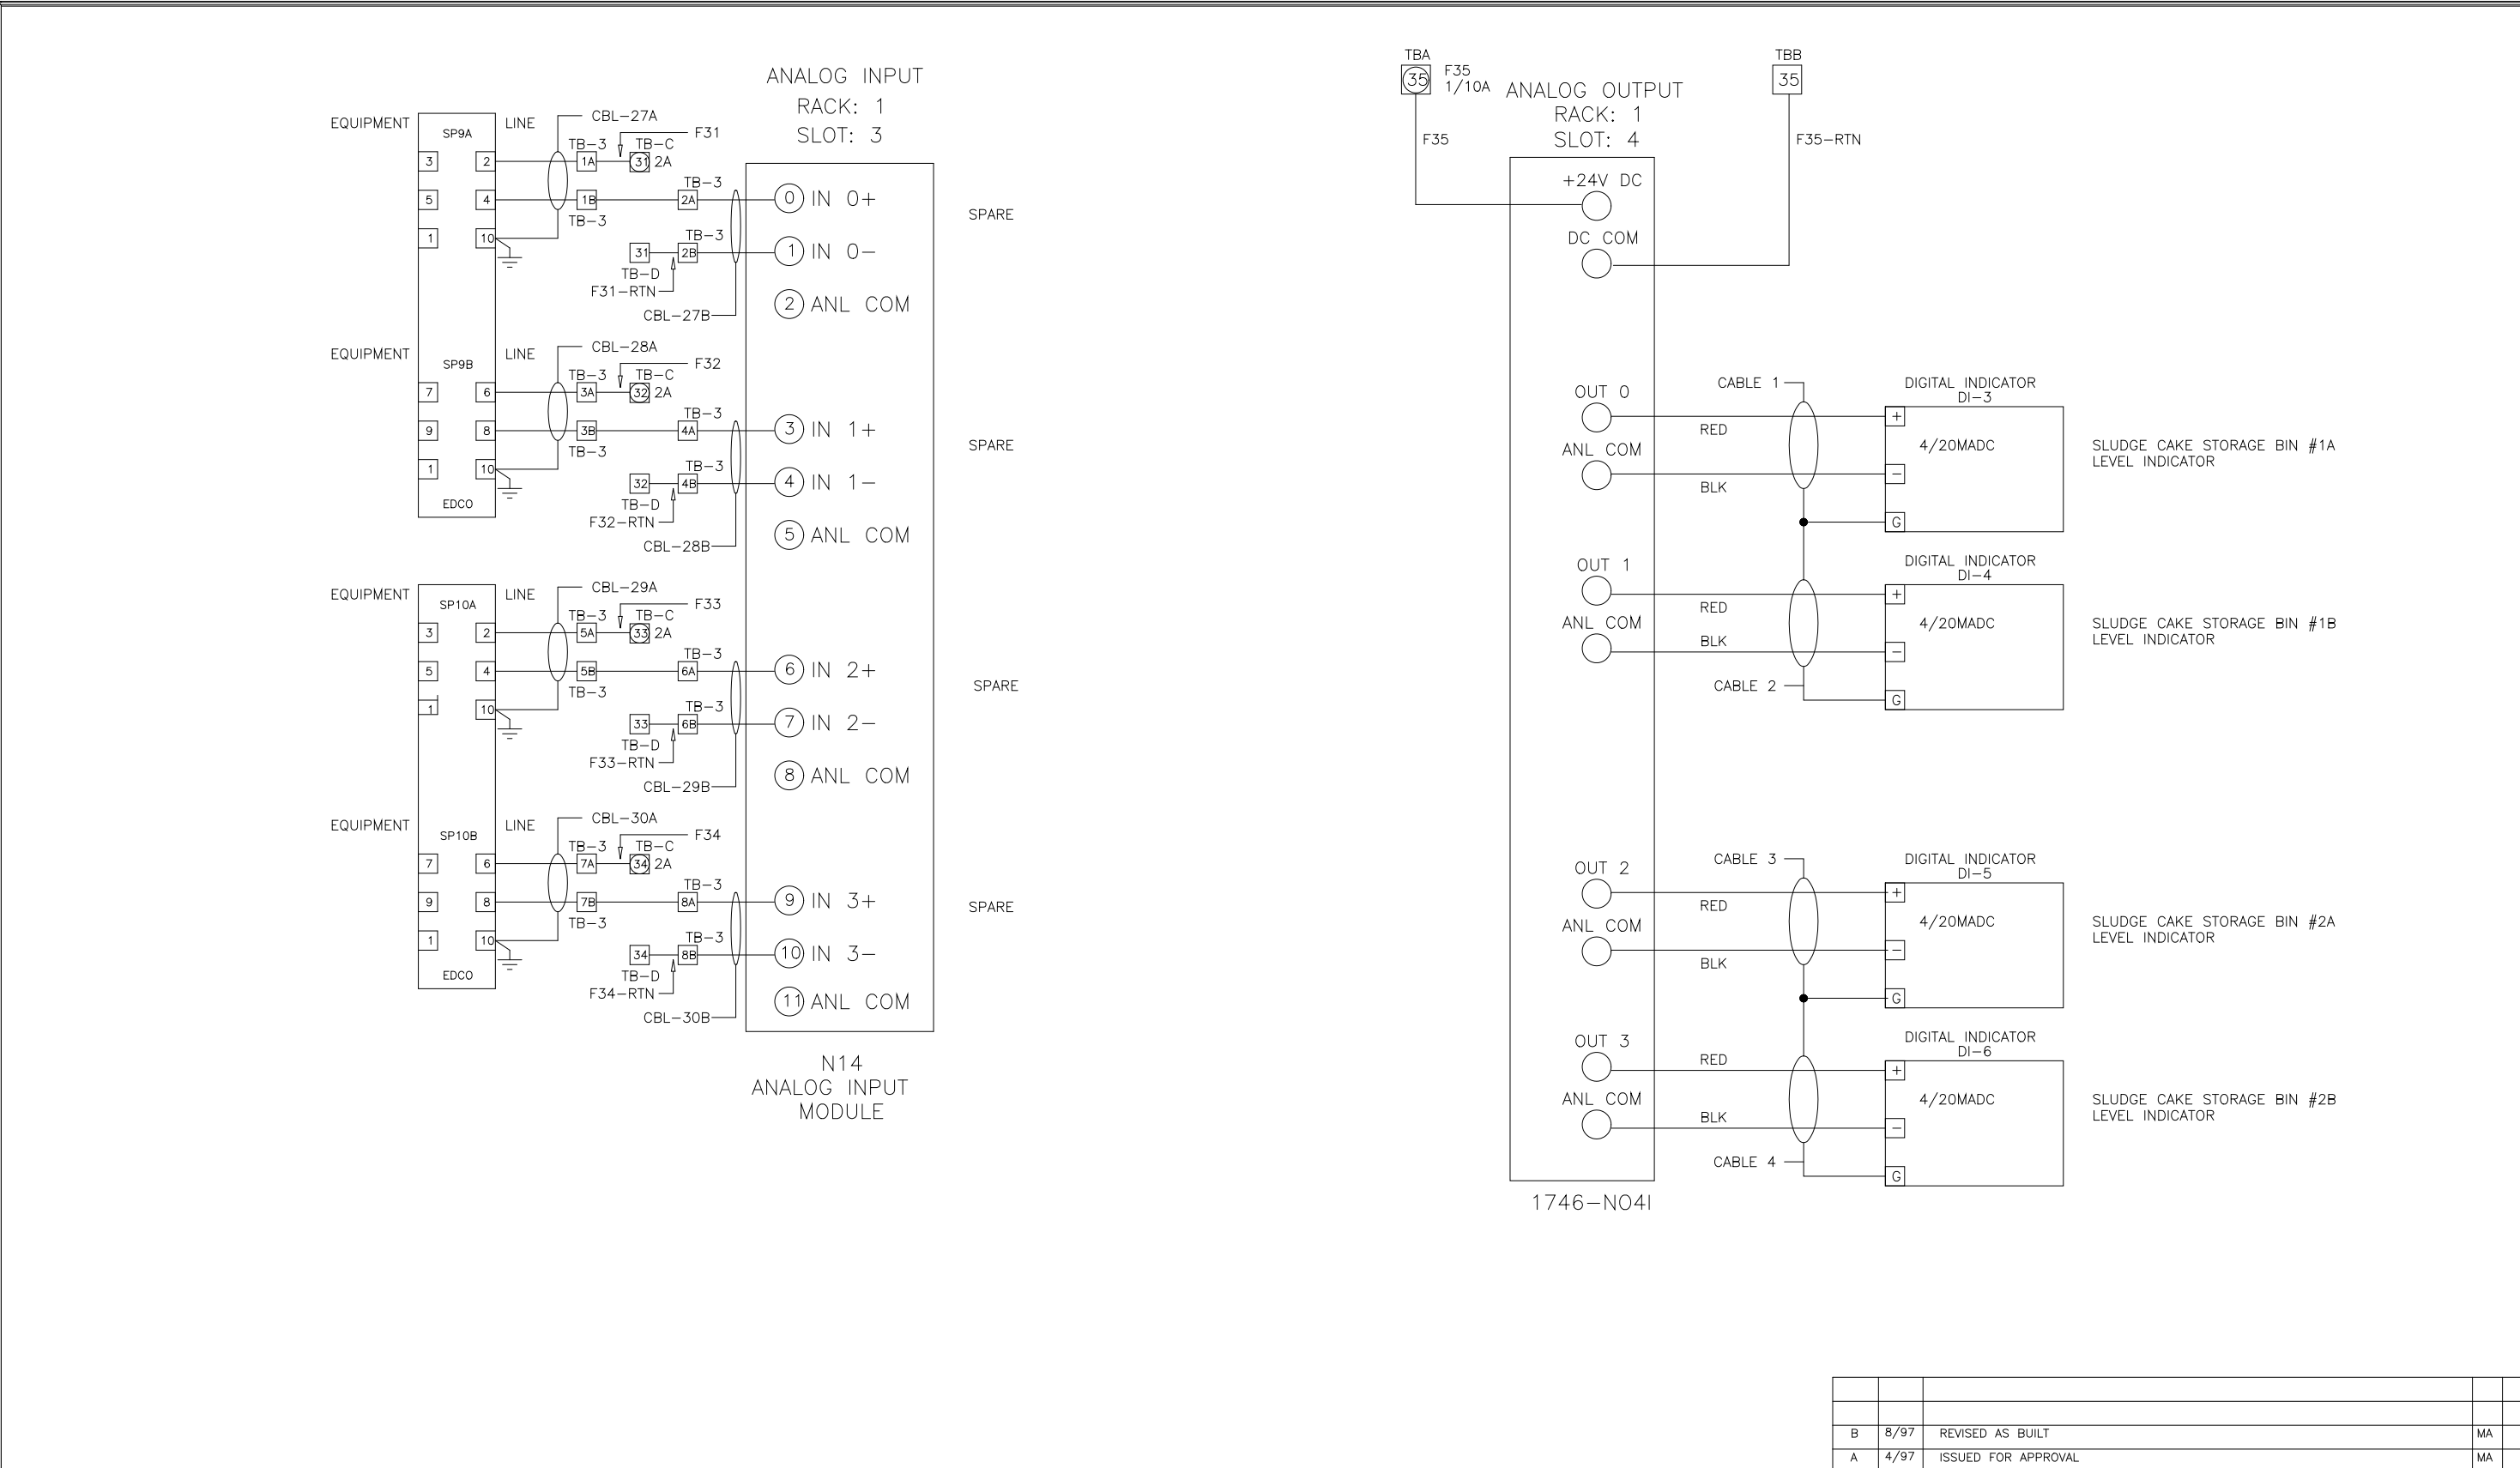 ANALOG INPUT
RACK: 1
SLOT: 3
EQUIPMENT
SP9A
LINE
CBL-27A
F31
TB-3
TB-C
3
2
1A
31
2A
5
4
1B
TB-3
TB-3
2A
0
IN 0+
SPARE
1
10
31
TB-3
2B
1
IN 0-
TB-D
F31-RTN
CBL-27B
2
ANL COM
EQUIPMENT
SP9B
LINE
CBL-28A
F32
TB-3
TB-C
7
6
3A
32
2A
9
8
3B
TB-3
TB-3
4A
3
IN 1+
SPARE
1
10
32
TB-3
4B
4
IN 1-
TB-D
F32-RTN
CBL-28B
5
ANL COM
EDCO
EQUIPMENT
SP10A
LINE
CBL-29A
F33
TB-3
TB-C
3
2
5A
33
2A
5
4
5B
TB-3
TB-3
6A
6
IN 2+
SPARE
1
10
33
TB-3
6B
7
IN 2-
TB-D
F33-RTN
CBL-29B
8
ANL COM
EQUIPMENT
SP10B
LINE
CBL-30A
F34
TB-3
TB-C
7
6
7A
34
2A
9
8
7B
TB-3
TB-3
8A
9
IN 3+
SPARE
1
10
34
TB-3
8B
10
IN 3-
TB-D
F34-RTN
CBL-30B
11
ANL COM
EDCO
N14
ANALOG INPUT
MODULE
TBA
35
F35
1/10A
F35
ANALOG OUTPUT
RACK: 1
SLOT: 4
TBB
35
F35-RTN
+24V DC
DC COM
OUT 0
RED
ANL COM
BLK
CABLE 1
DIGITAL INDICATOR
DI-3
+
4/20MADC
-
G
SLUDGE CAKE STORAGE BIN #1A
LEVEL INDICATOR
OUT 1
RED
ANL COM
BLK
CABLE 2
DIGITAL INDICATOR
DI-4
+
4/20MADC
-
G
SLUDGE CAKE STORAGE BIN #1B
LEVEL INDICATOR
OUT 2
RED
ANL COM
BLK
CABLE 3
DIGITAL INDICATOR
DI-5
+
4/20MADC
-
G
SLUDGE CAKE STORAGE BIN #2A
LEVEL INDICATOR
OUT 3
RED
ANL COM
BLK
CABLE 4
DIGITAL INDICATOR
DI-6
+
4/20MADC
-
G
SLUDGE CAKE STORAGE BIN #2B
LEVEL INDICATOR
1746-NO4I
B 8/97 REVISED AS BUILT MA
A 4/97 ISSUED FOR APPROVAL MA